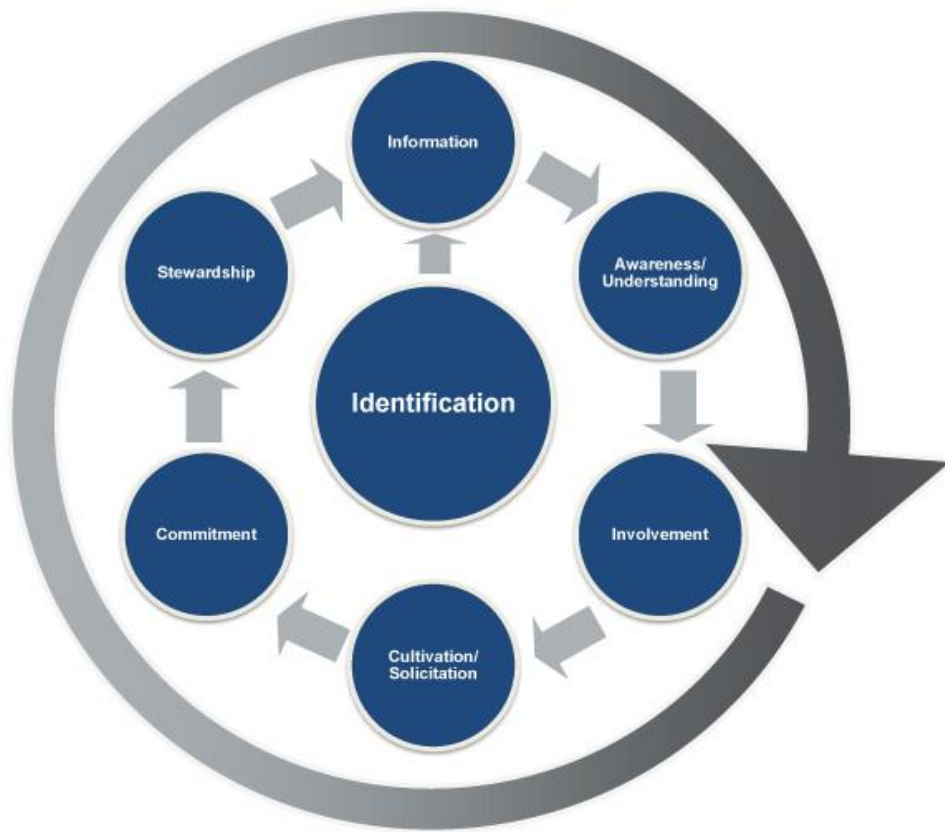 Information
Awareness/
Understanding
Involvement
Cultivation/
Solicitation
Commitment
Stewardship
Identification